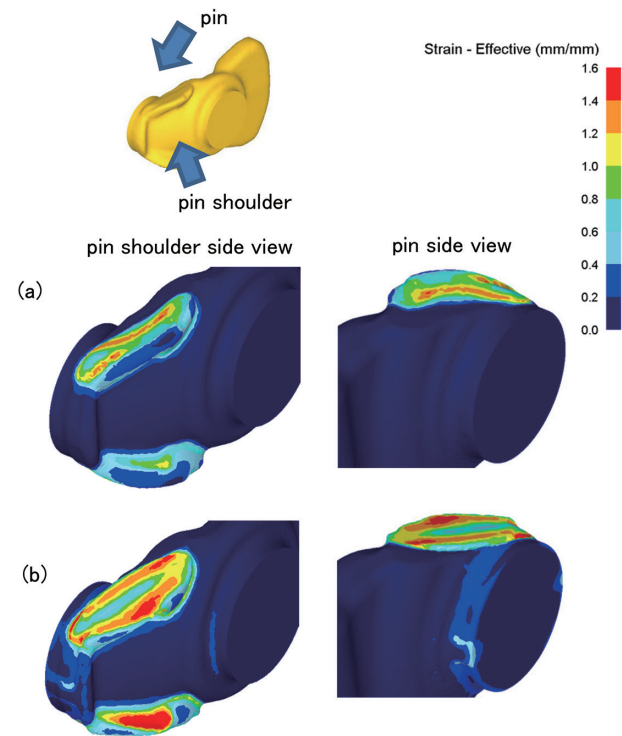 pin
pin shoulder
Strain - Effective (mm/mm)
1.6
1.4
1.2
1.0
0.8
0.6
0.4
0.2
0.0
pin shoulder side view
pin side view
(a)
(b)